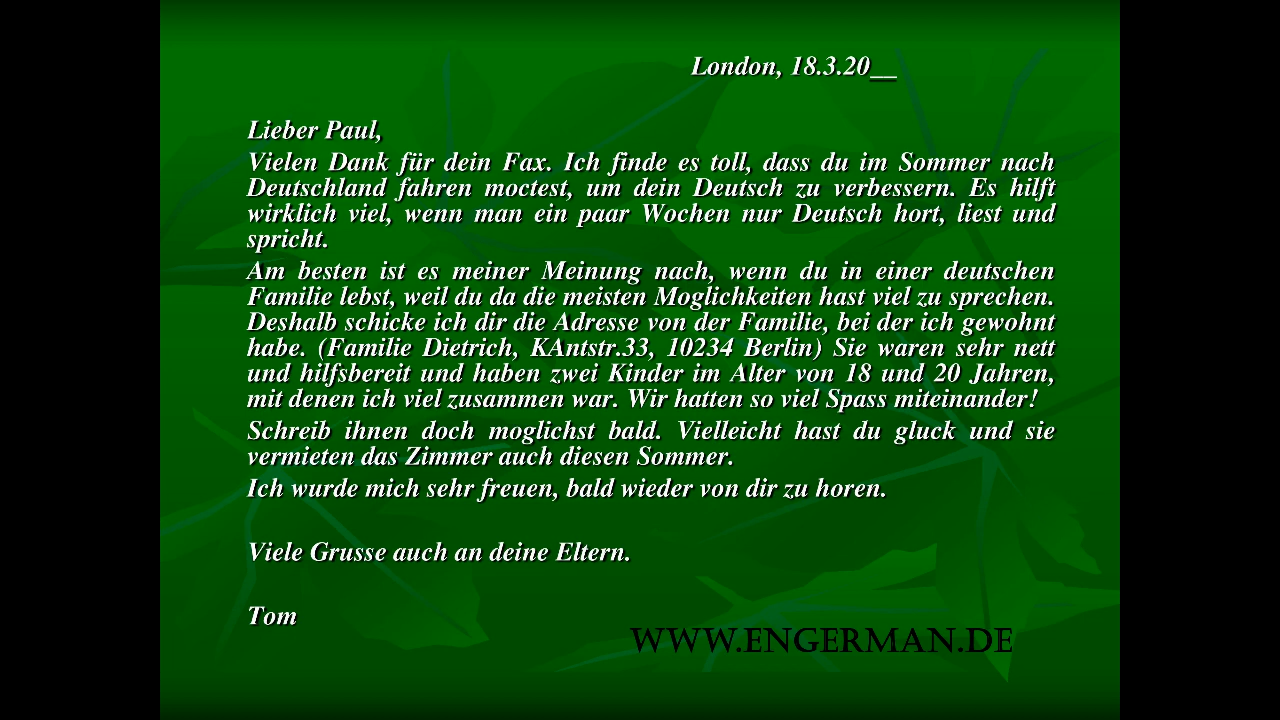 London, 18.3.20__
Lieber Paul,
Vielen Dank für dein Fax. Ich finde es toll, dass du im Sommer nach
Deutschland fahren moctest, um dein Deutsch zu verbessern. Es hilft
wirklich viel, wenn man ein paar Wochen nur Deutsch hort, liest und
spricht.
Am besten ist es meiner Meinung nach, wenn du in einer deutschen
Familie lebst, weil du da die meisten Moglichkeiten hast viel zu sprechen.
Deshalb schicke ich dir die Adresse von der Familie, bei der ich gewohnt
habe. (Familie Dietrich, KAntstr.33, 10234 Berlin) Sie waren sehr nett
und hilfsbereit und haben zwei Kinder im Alter von 18 und 20 Jahren,
mit denen ich viel zusammen war. Wir hatten so viel Spass miteinander!
Schreib ihnen doch moglichst bald. Vielleicht hast du gluck und sie
vermieten das Zimmer auch diesen Sommer.
Ich wurde mich sehr freuen, bald wieder von dir zu horen.
Viele Grusse auch an deine Eltern.
Tom
WWW.ENGERMAN.DE